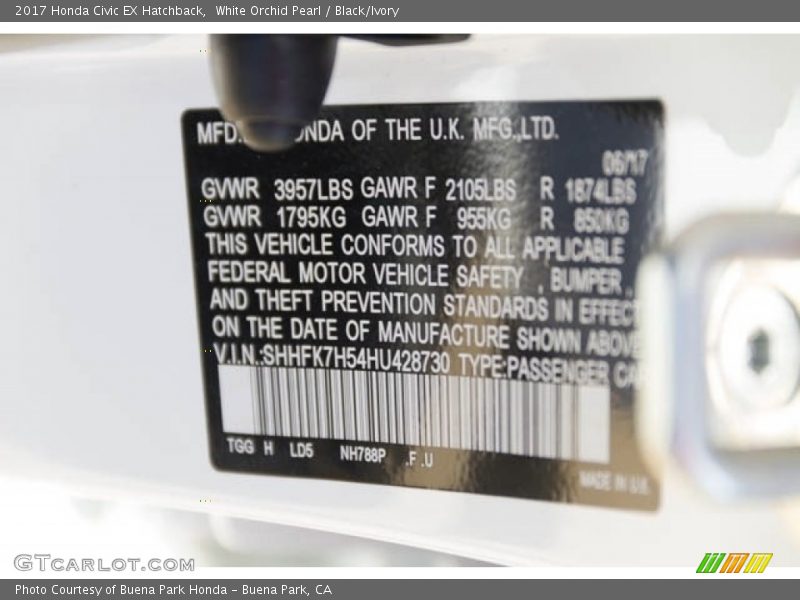 2017 Honda Civic EX Hatchback,  White Orchid Pearl / Black/Ivory
MFD. ONDA OF THE U.K. MFG.,LTD.
06/17
GVWR 3957LBS GAWR F 2105LBS R 1874LBS
GVWR 1795KG GAWR F 955KG R 850KG
THIS VEHICLE CONFORMS TO ALL APPLICABLE
FEDERAL MOTOR VEHICLE SAFETY , BUMPER ,
AND THEFT PREVENTION STANDARDS IN EFFECT
ON THE DATE OF MANUFACTURE SHOWN ABOVE
V.I.N.:SHHFK7H54HU428730 TYPE:PASSENGER CA
TGG H LD5 NH788P .F .U
MADE IN U.K.
GTCARLOT.COM
Photo Courtesy of Buena Park Honda – Buena Park, CA